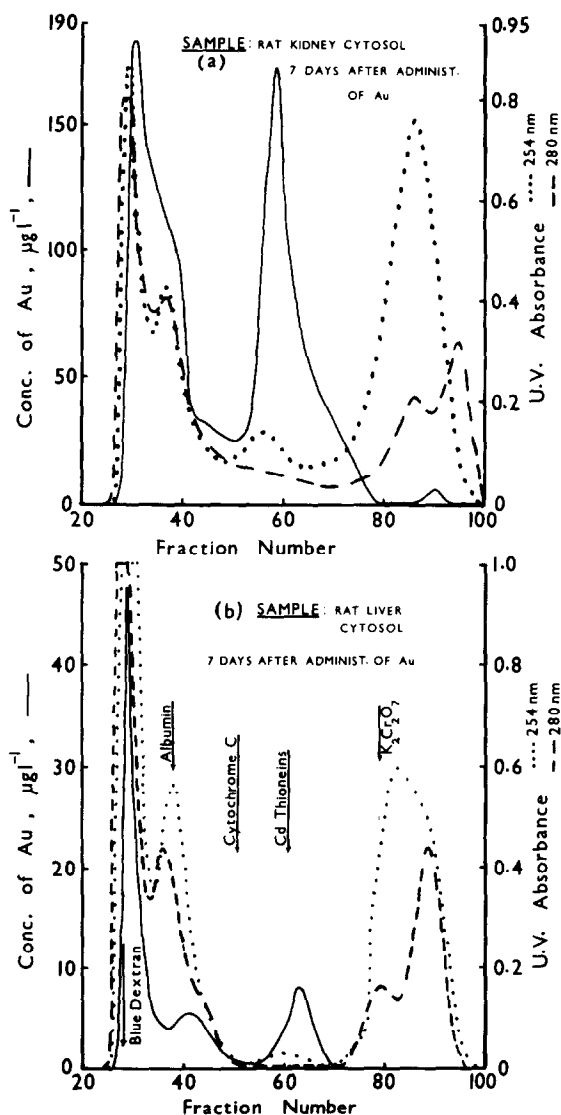 190
150
100
50
0
Conc. of Au, µg l⁻¹, —
SAMPLE: RAT KIDNEY CYTOSOL
(a)
7 DAYS AFTER ADMINIST.
OF Au
0.95
0.8
0.6
0.4
0.2
0
U.V. Absorbance
···· 254 nm
— — 280 nm
20 40 60 80 100
Fraction Number
50
40
30
20
10
0
Conc. of Au, µg l⁻¹, —
(b) SAMPLE: RAT LIVER
CYTOSOL
7 DAYS AFTER ADMINIST. OF Au
Blue Dextran
Albumin
Cytochrome C
Cd Thioneins
K₂Cr₂O₇
1.0
0.8
0.6
0.4
0.2
0
U.V. Absorbance
···· 254 nm
— — 280 nm
20 40 60 80 100
Fraction Number